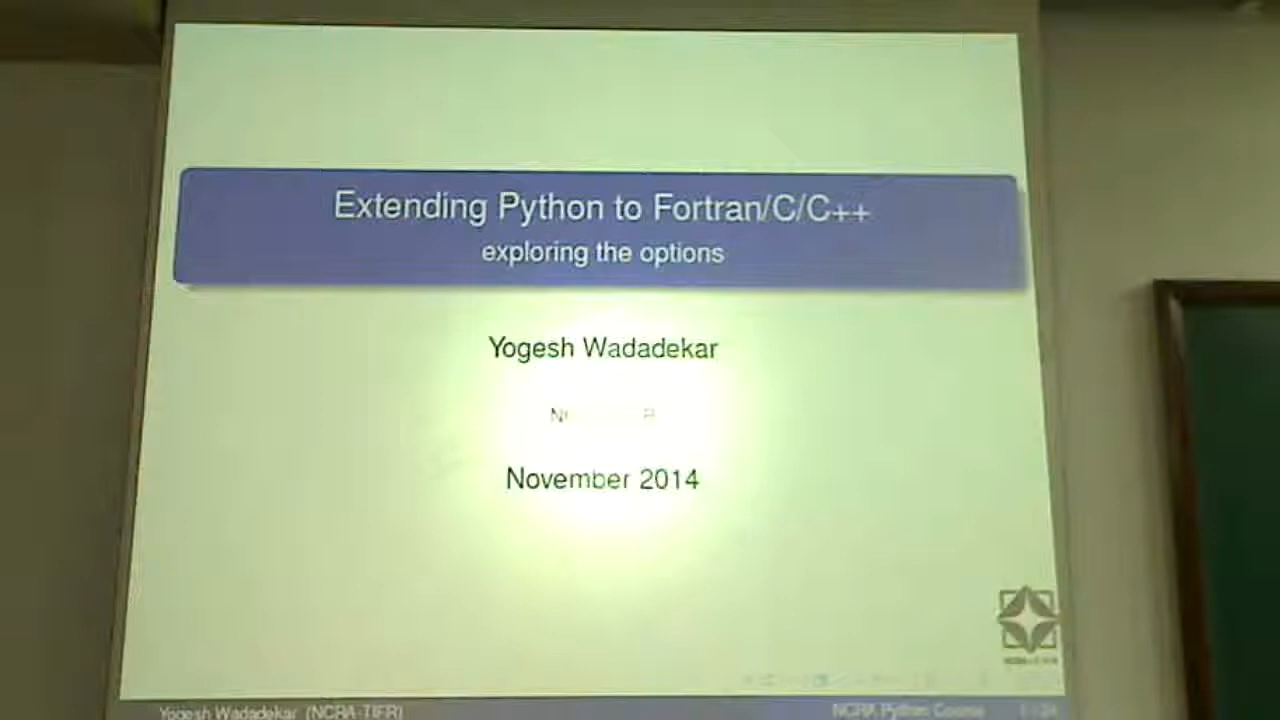 Extending Python to Fortran/C/C++
exploring the options
Yogesh Wadadekar
November 2014
Yogesh Wadadekar (NCRA-TIFR)
NCRA Python Course